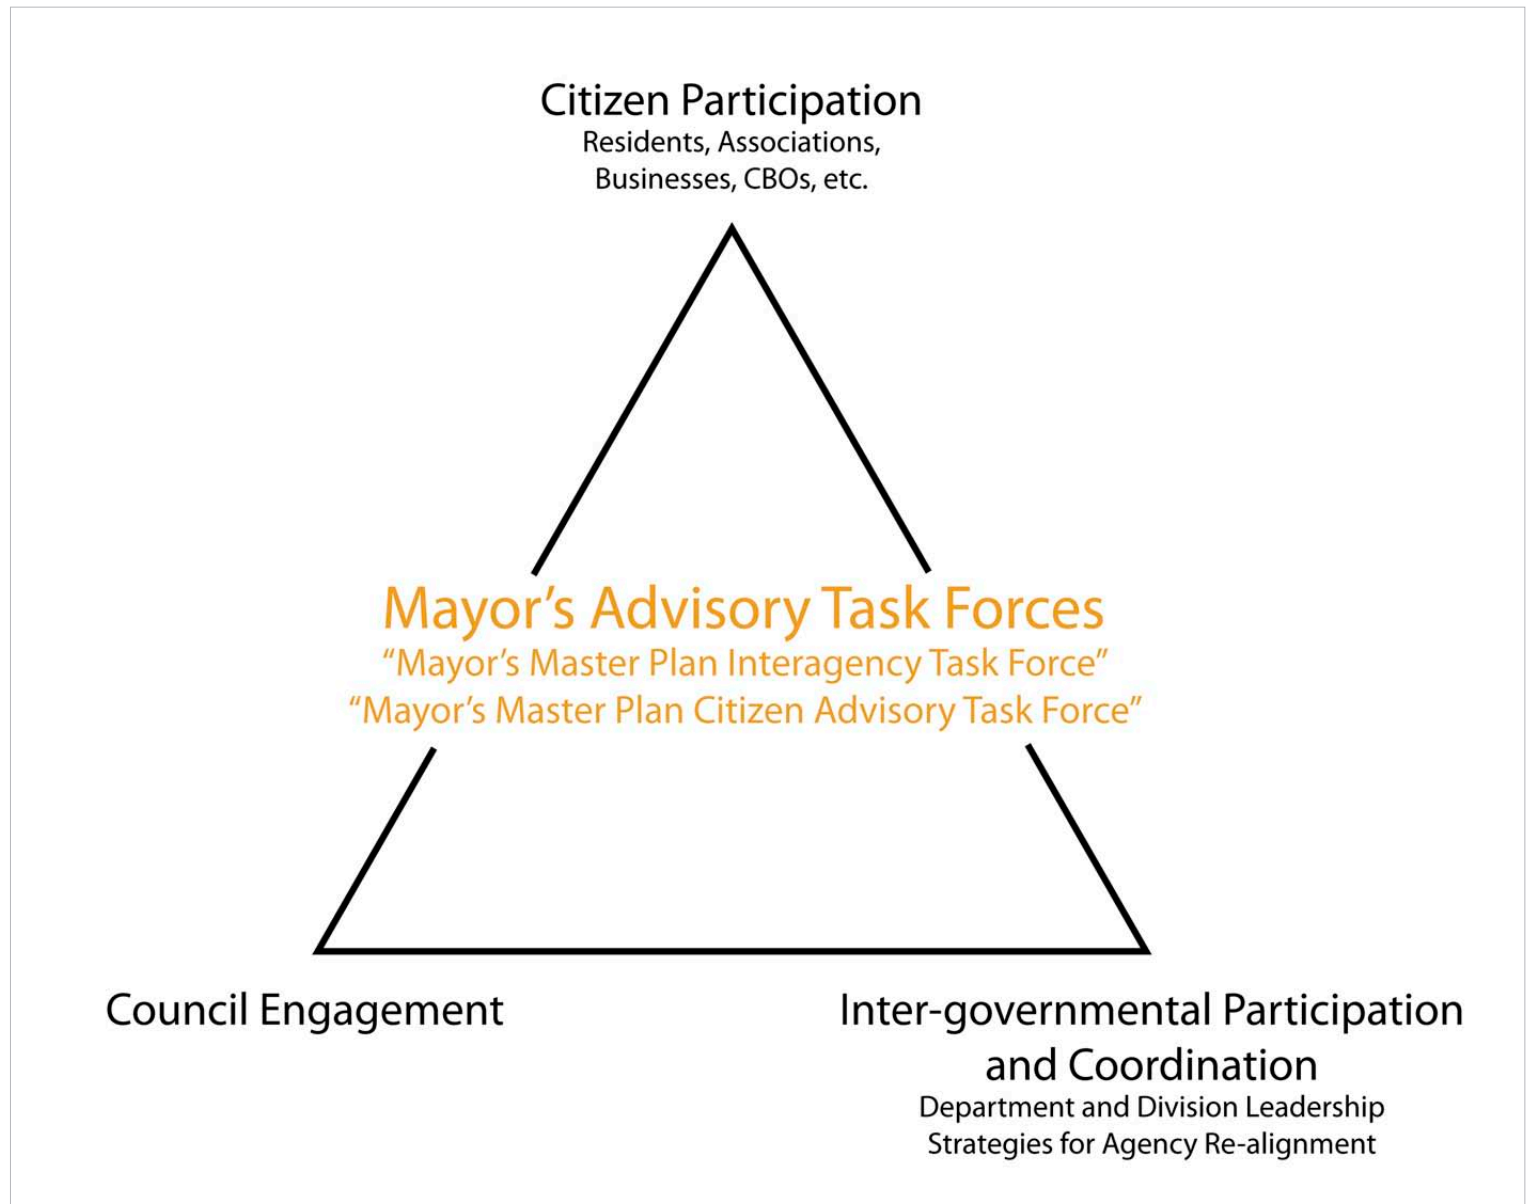 Citizen Participation
Residents, Associations,
Businesses, CBOs, etc.
Mayor’s Advisory Task Forces
“Mayor’s Master Plan Interagency Task Force”
“Mayor’s Master Plan Citizen Advisory Task Force”
Council Engagement
Inter-governmental Participation
and Coordination
Department and Division Leadership
Strategies for Agency Re-alignment